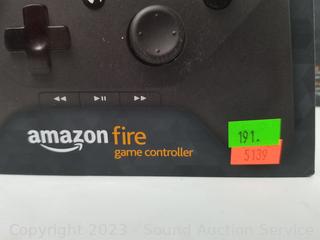 amazon fire
game controller
191.
5139
Copyright © 2023 - Sound Auction Service